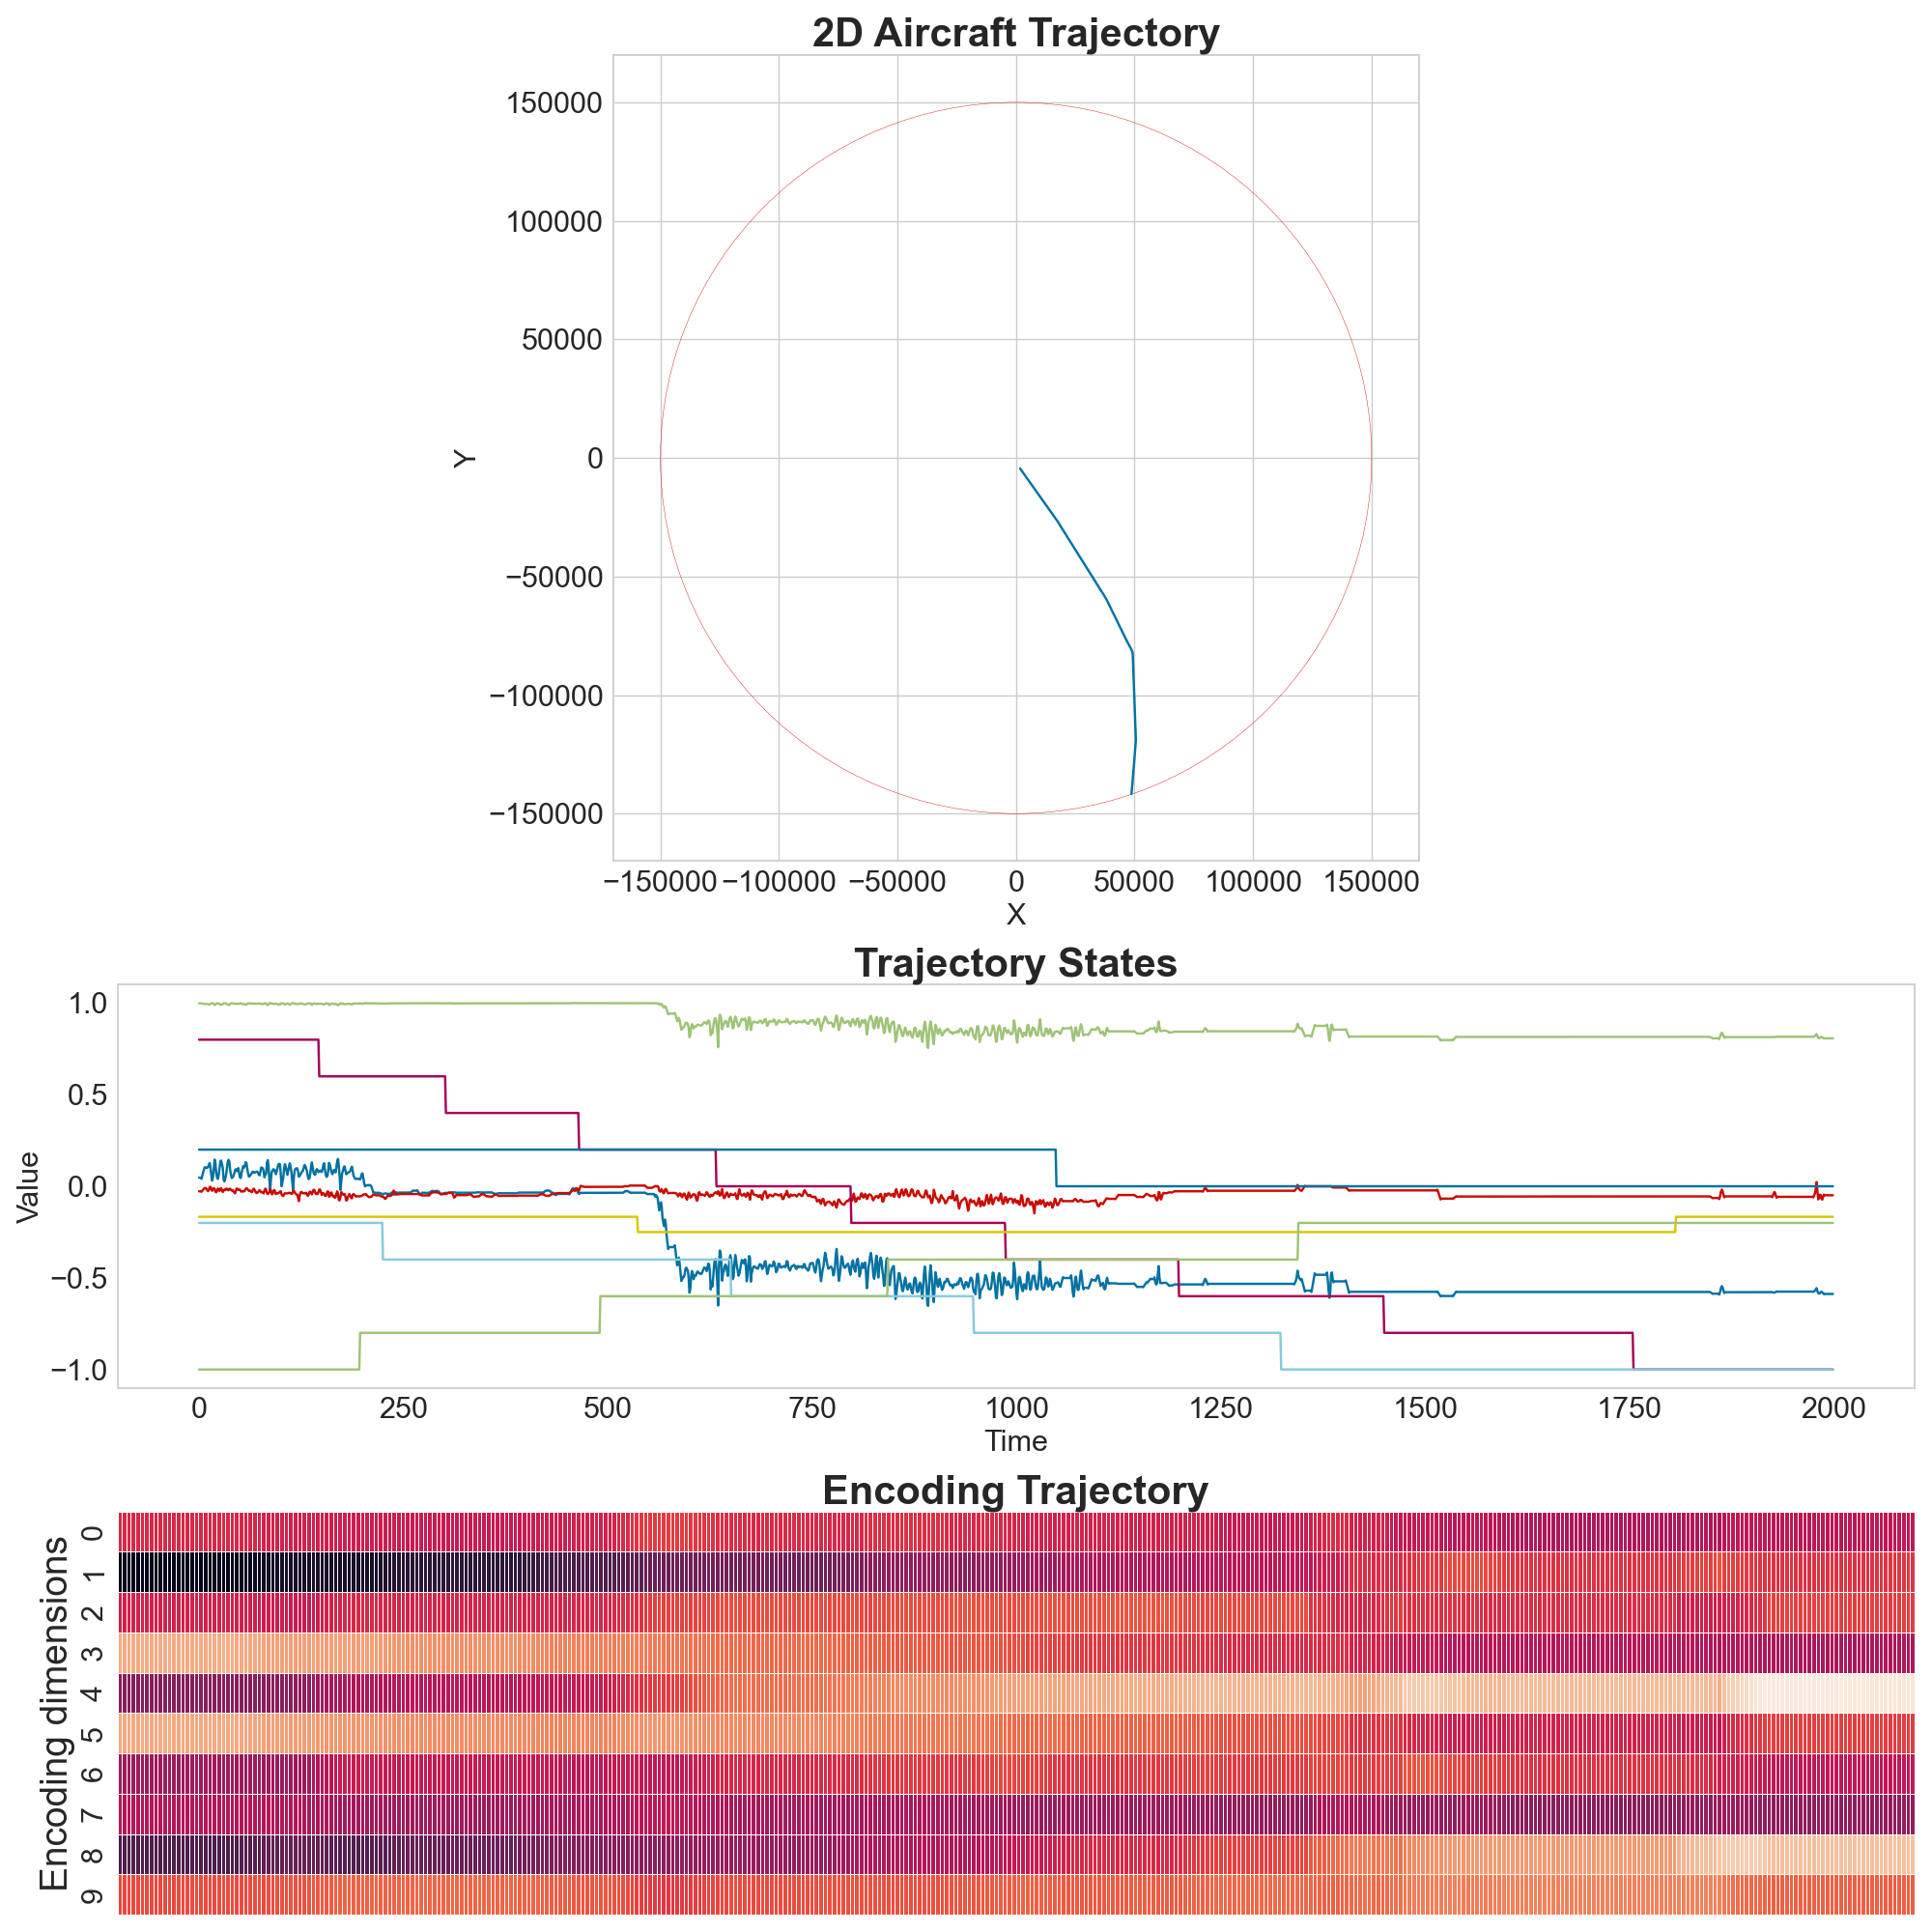 2D Aircraft Trajectory
150000
100000
50000
0
−50000
−100000
−150000
Y
−150000 −100000 −50000 0 50000 100000 150000
X
Trajectory States
1.0
0.5
0.0
−0.5
−1.0
Value
0 250 500 750 1000 1250 1500 1750 2000
Time
Encoding Trajectory
Encoding dimensions
0
1
2
3
4
5
6
7
8
9